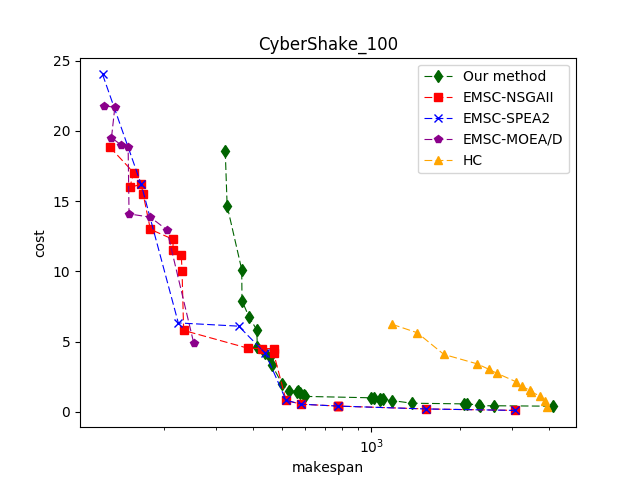 CyberShake_100
25
20
15
10
5
0
cost
10³
makespan
Our method
EMSC-NSGAII
EMSC-SPEA2
EMSC-MOEA/D
HC